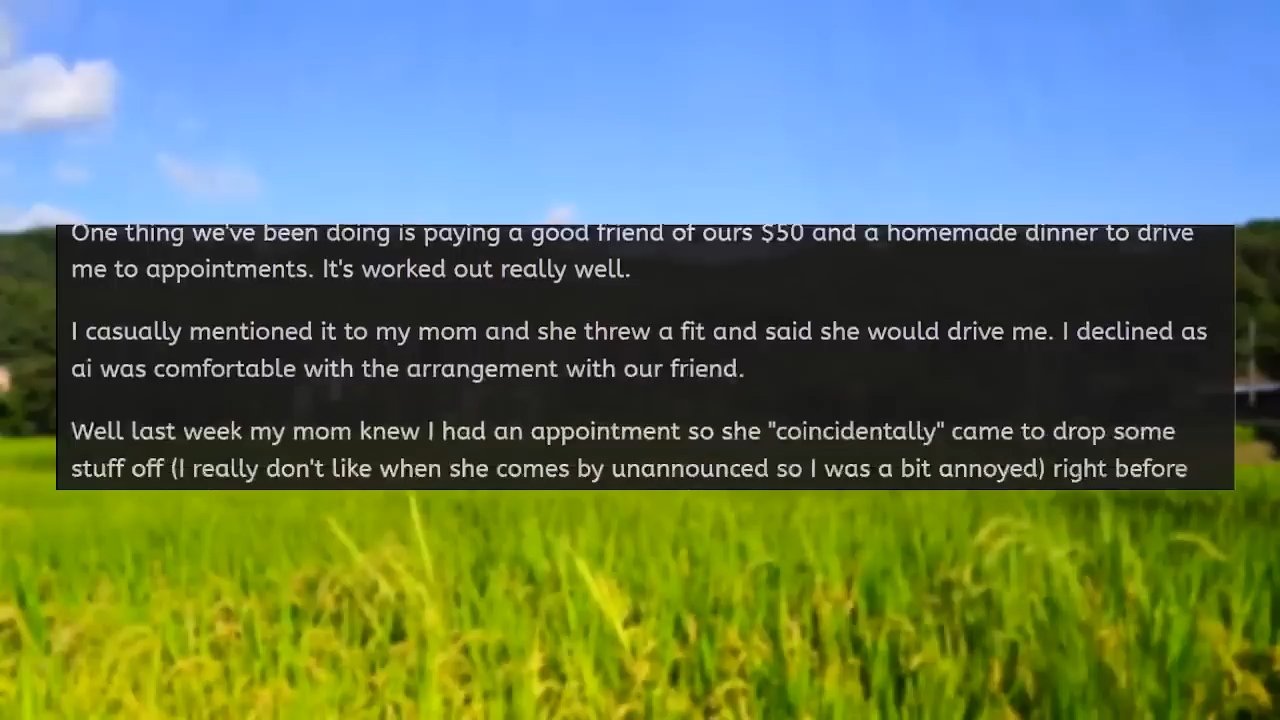 One thing we've been doing is paying a good friend of ours $50 and a homemade dinner to drive
me to appointments. It's worked out really well.
I casually mentioned it to my mom and she threw a fit and said she would drive me. I declined as
ai was comfortable with the arrangement with our friend.
Well last week my mom knew I had an appointment so she "coincidentally" came to drop some
stuff off (I really don't like when she comes by unannounced so I was a bit annoyed) right before